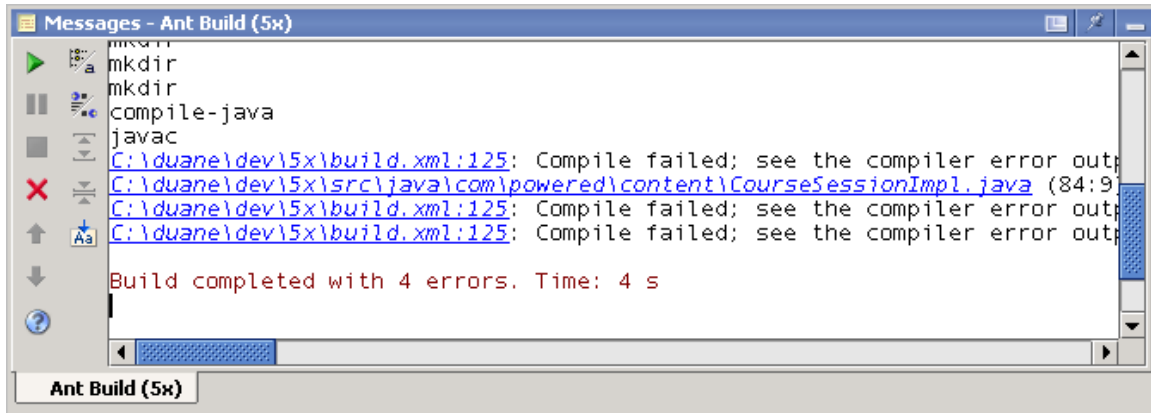 Messages - Ant Build (5x)
mkdir
mkdir
mkdir
compile-java
javac
C:\duane\dev\5x\build.xml:125: Compile failed; see the compiler error outp
C:\duane\dev\5x\src\java\com\powered\content\CourseSessionImpl.java (84:9)
C:\duane\dev\5x\build.xml:125: Compile failed; see the compiler error outp
C:\duane\dev\5x\build.xml:125: Compile failed; see the compiler error outp
Build completed with 4 errors. Time: 4 s
Ant Build (5x)